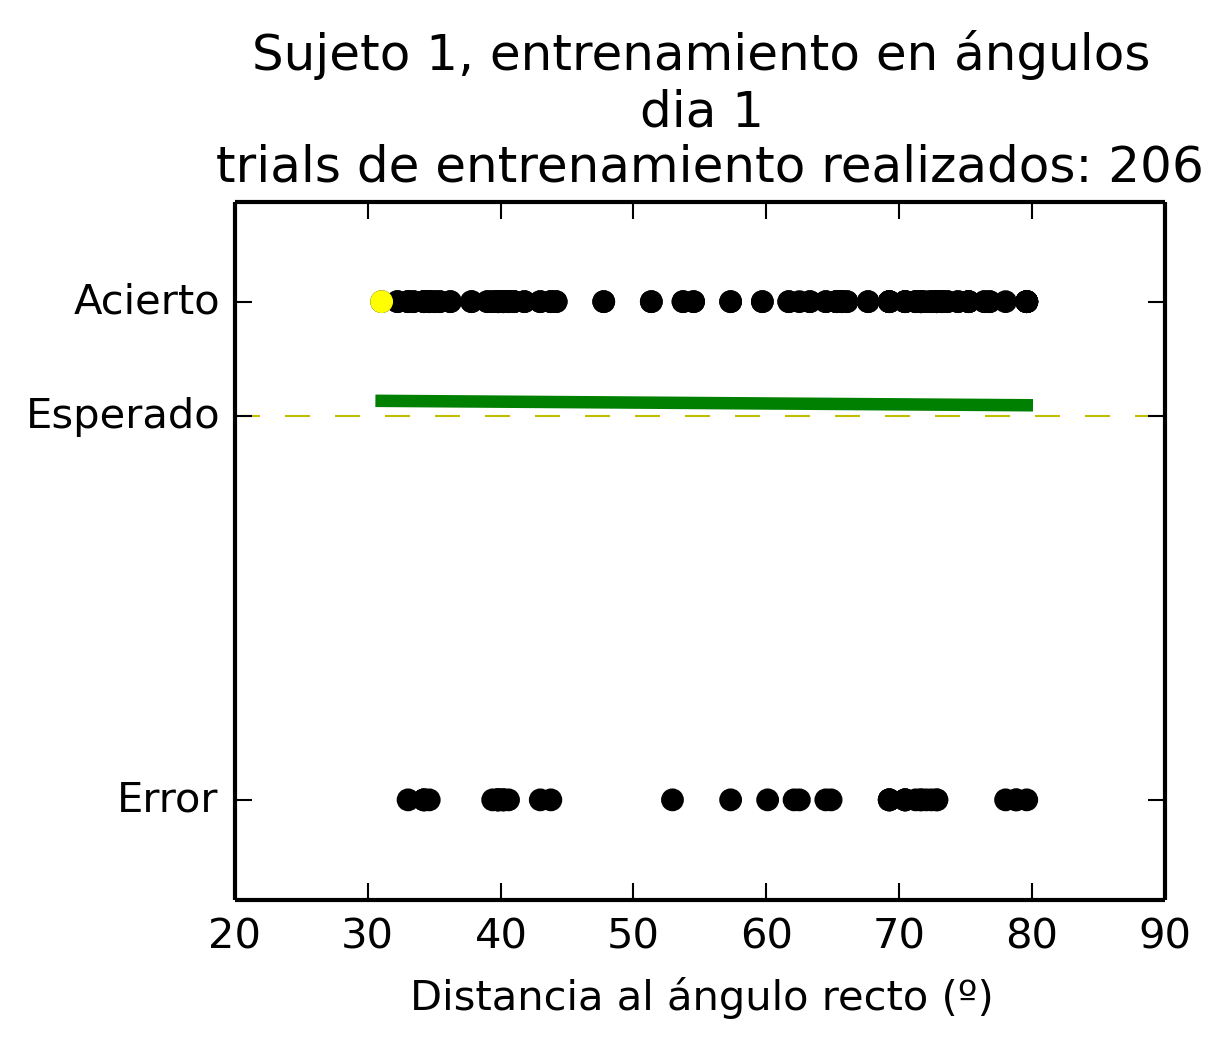 Sujeto 1, entrenamiento en ángulos
dia 1
trials de entrenamiento realizados: 206
Acierto
Esperado
Error
20 30 40 50 60 70 80 90
Distancia al ángulo recto (º)